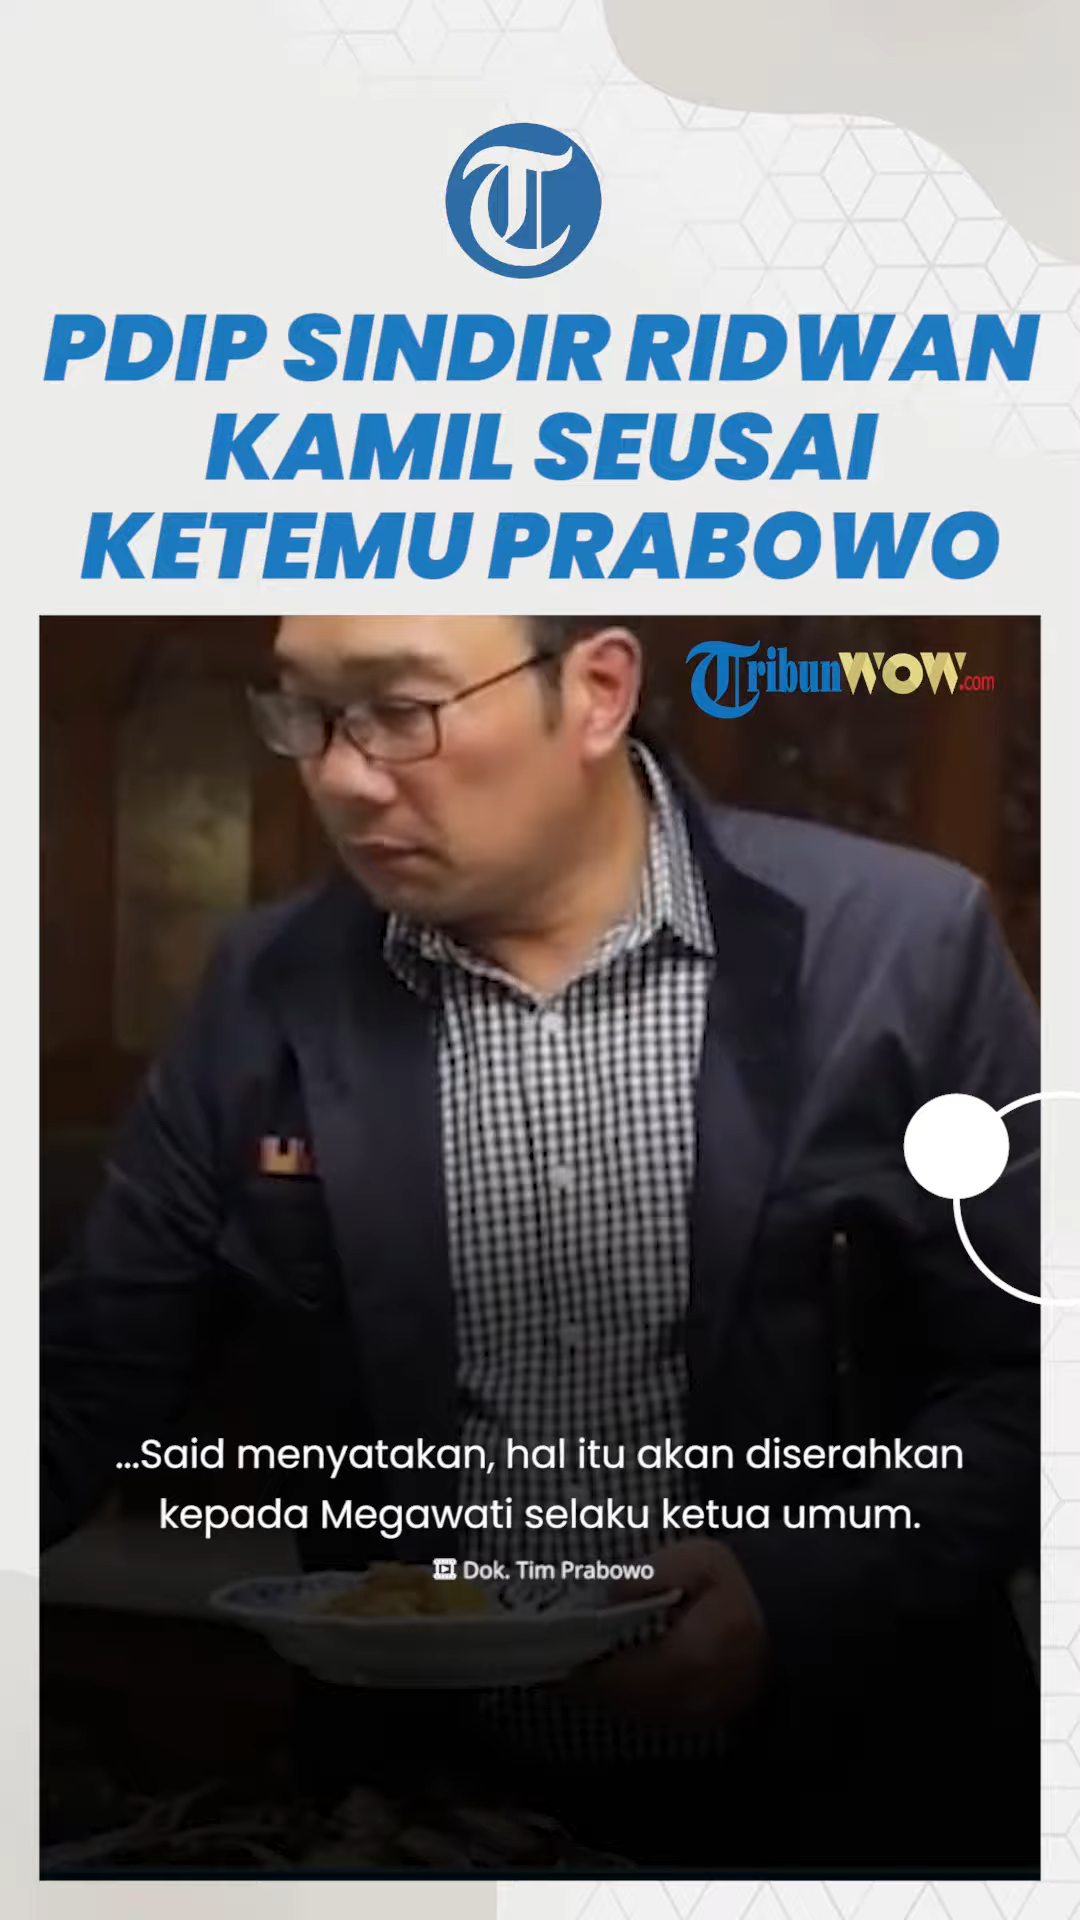 T
PDIP SINDIR RIDWAN
KAMIL SEUSAI
KETEMU PRABOWO
TribunWOW.com
...Said menyatakan, hal itu akan diserahkan
kepada Megawati selaku ketua umum.
Dok. Tim Prabowo